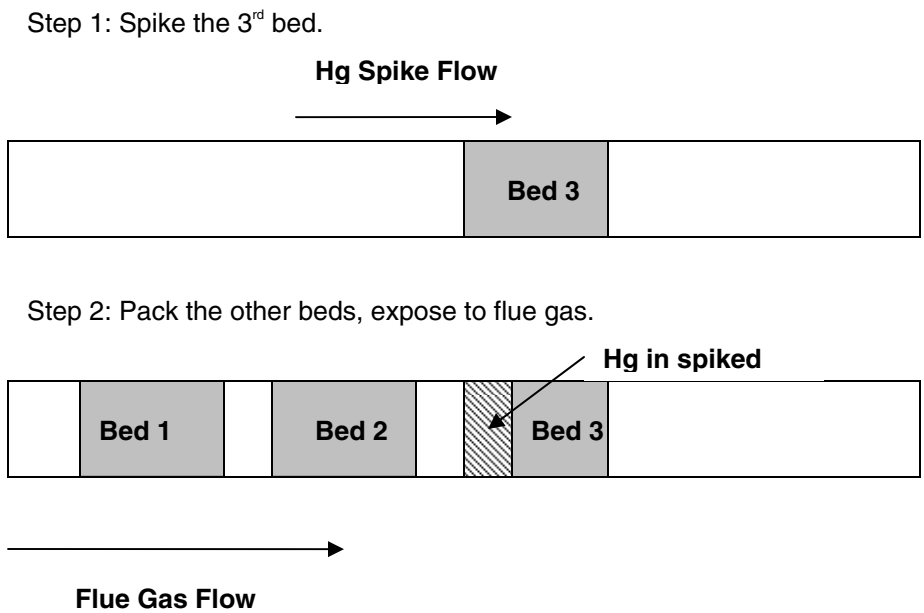 Step 1: Spike the 3rd bed.
Hg Spike Flow
Bed 3
Step 2: Pack the other beds, expose to flue gas.
Hg in spiked
Bed 1
Bed 2
Bed 3
Flue Gas Flow